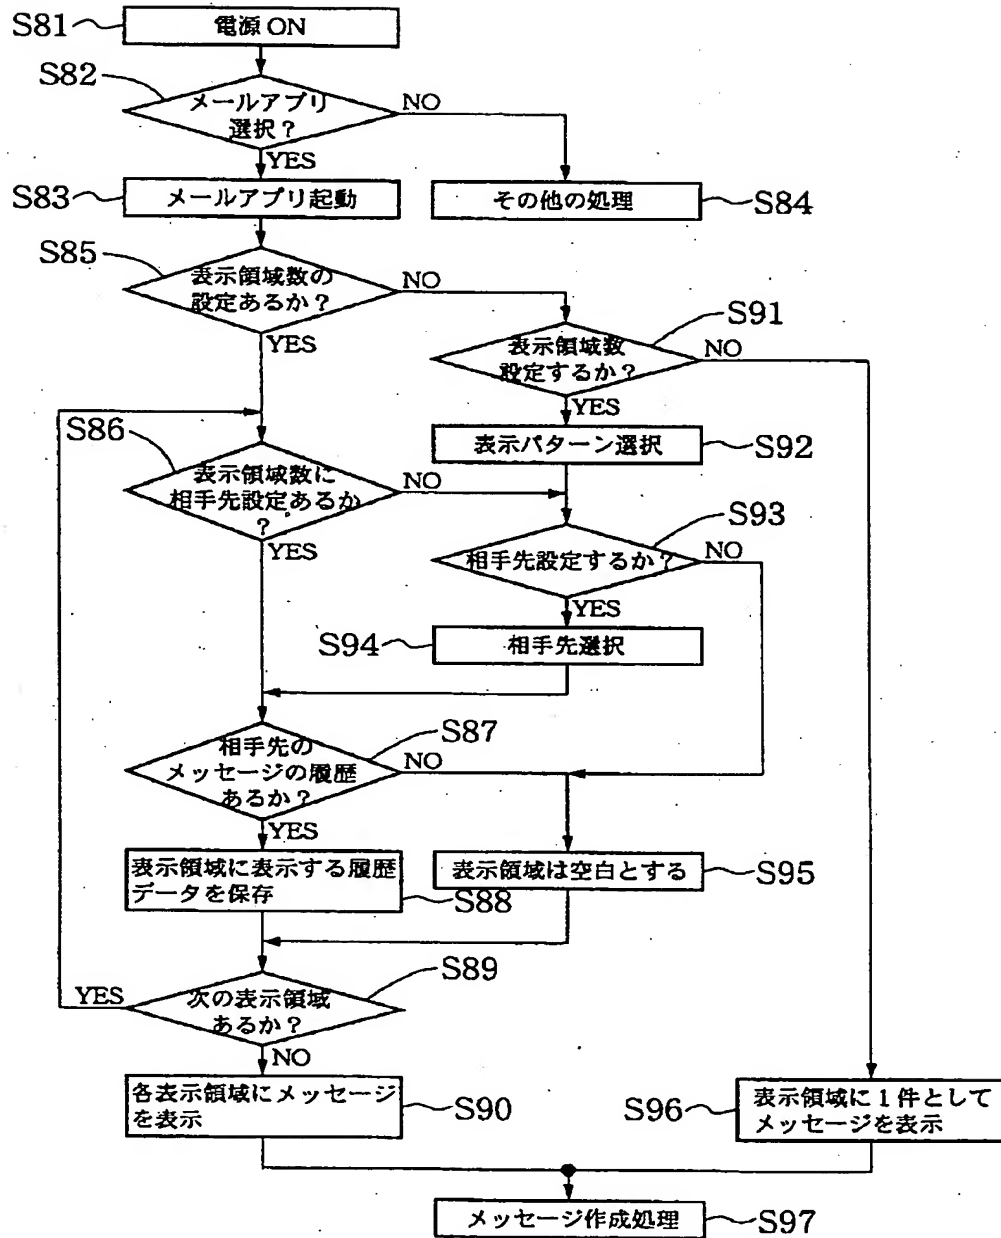 S81
電源 ON
S82
メールアプリ
選択？
NO
YES
S83
メールアプリ起動
その他の処理
S84
S85
表示領域数の
設定あるか？
NO
YES
S91
表示領域数
設定するか？
NO
YES
S86
表示領域数に
相手先設定あるか
？
NO
YES
表示パターン選択
S92
S93
相手先設定するか？
NO
YES
S94
相手先選択
S87
相手先の
メッセージの履歴
あるか？
NO
YES
表示領域に表示する履歴
データを保存
S88
表示領域は空白とする
S95
S89
次の表示領域
あるか？
YES
NO
各表示領域にメッセージ
を表示
S90
S96
表示領域に1件として
メッセージを表示
メッセージ作成処理
S97